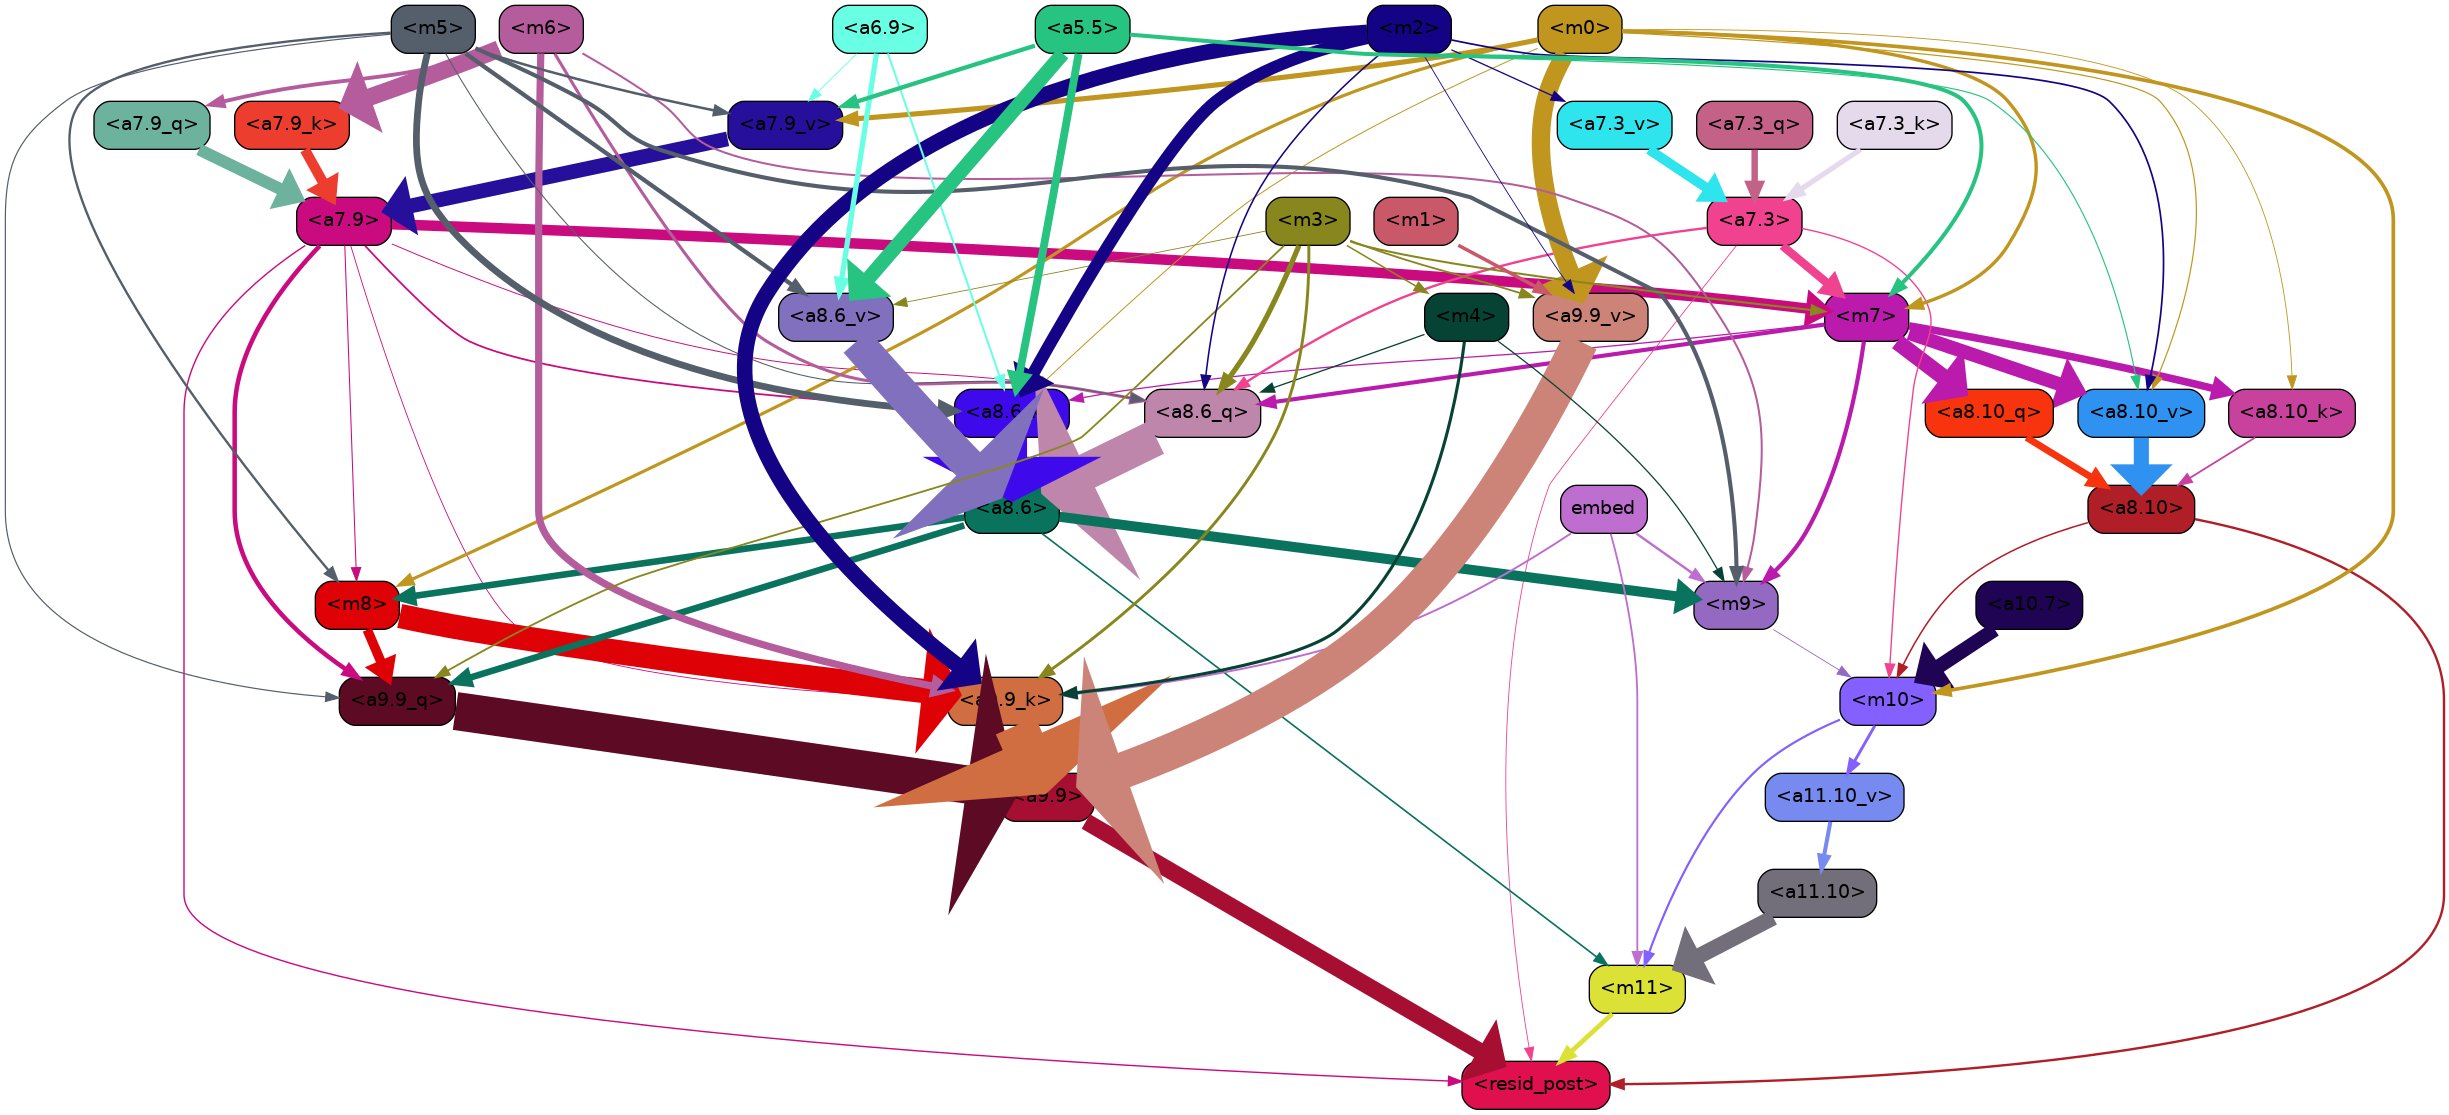 <m5>
<m6>
<a6.9>
<a5.5>
<m2>
<m0>
<a7.9_q>
<a7.9_k>
<a7.9_v>
<a7.3_v>
<a7.3_q>
<a7.3_k>
<a7.9>
<m3>
<m1>
<a7.3>
<a8.6_v>
<m4>
<a9.9_v>
<m7>
<a8.6
<a8.6_q>
<a8.10_q>
<a8.10_v>
<a8.10_k>
<a8.6>
embed
<a8.10>
<m8>
<m9>
<a10.7>
<a9.9_q>
.9_k>
<m10>
<a9.9>
<a11.10_v>
<a11.10>
<m11>
<resid_post>